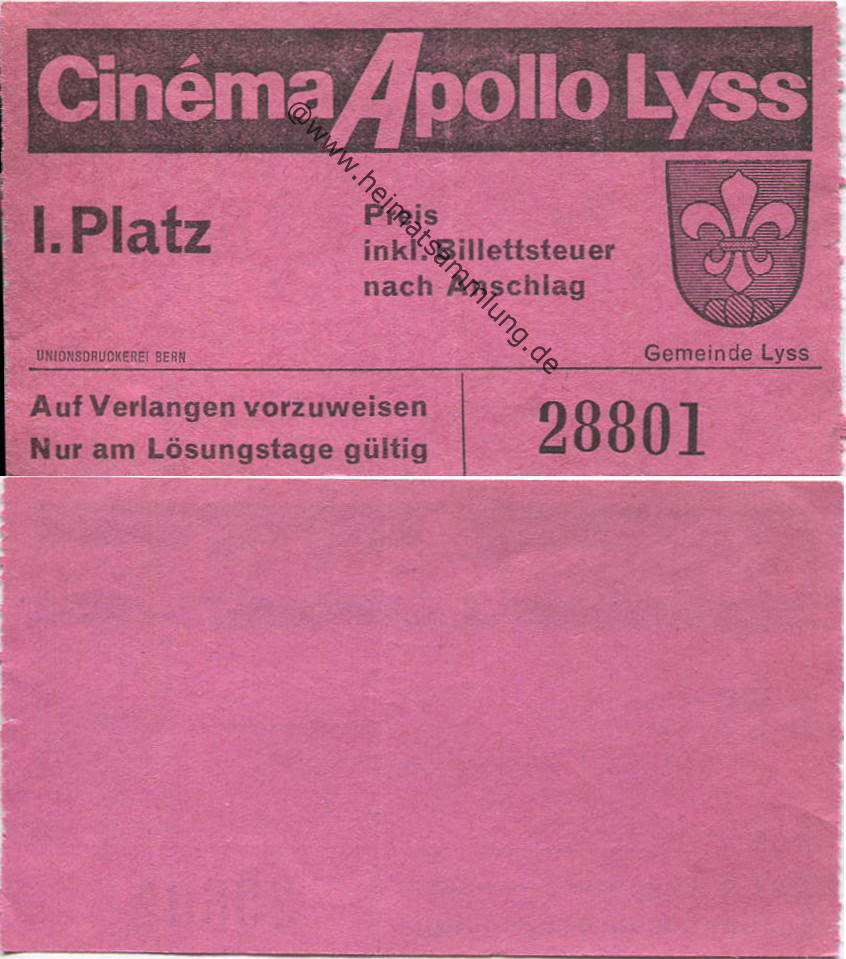 Cinéma Apollo Lyss
I. Platz
Preis
inkl. Billettsteuer
nach Anschlag
@www.heimatsammlung.de
UNIONSDRUCKEREI BERN
Gemeinde Lyss
Auf Verlangen vorzuweisen
Nur am Lösungstage gültig
28801